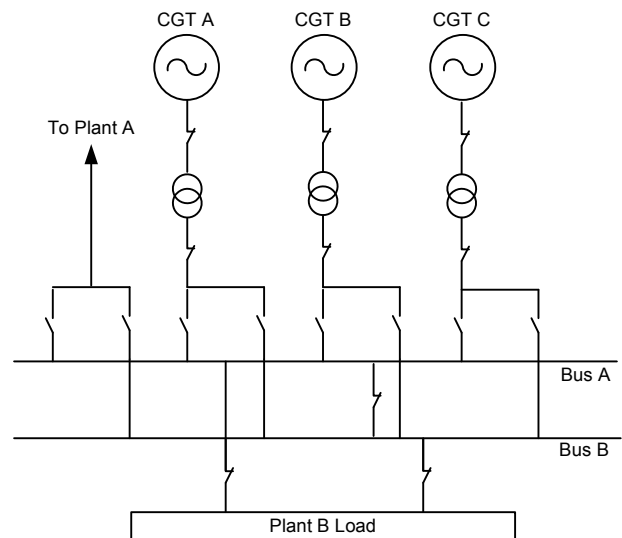 CGT A
CGT B
CGT C
To Plant A
Bus A
Bus B
Plant B Load